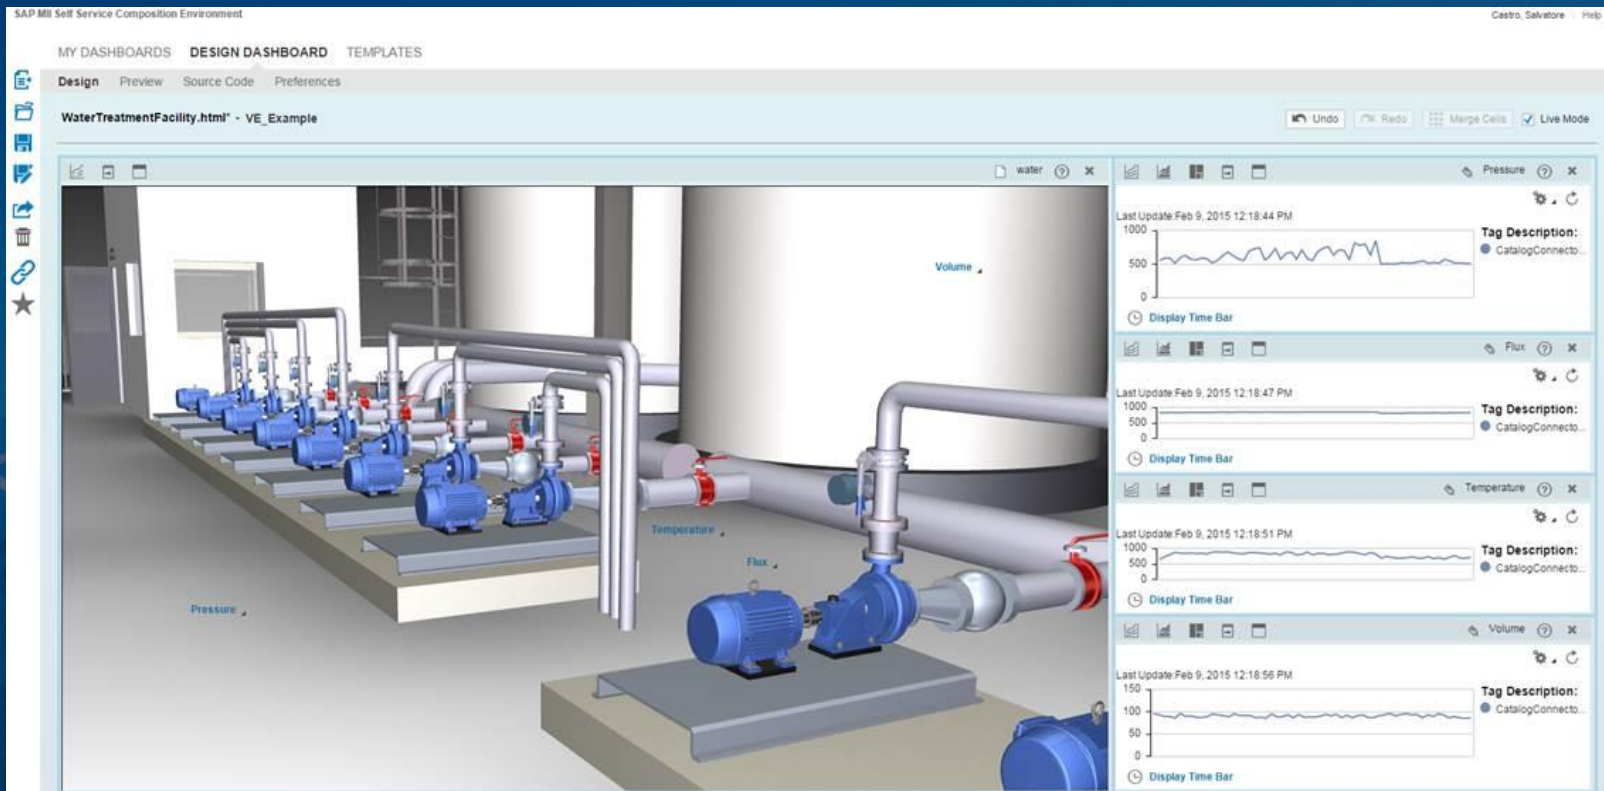 SAP MII Self Service Composition Environment
Castro, Salvatore Help
MY DASHBOARDS DESIGN DASHBOARD TEMPLATES
Design Preview Source Code Preferences
WaterTreatmentFacility.html* - VE_Example
Undo Redo Merge Cells Live Mode
water
Volume
Temperature
Flux
Pressure
Pressure
Last Update:Feb 9, 2015 12:18:44 PM
1000
500
0
Tag Description:
CatalogConnecto...
Display Time Bar
Flux
Last Update:Feb 9, 2015 12:18:47 PM
1000
500
0
Tag Description:
CatalogConnecto...
Display Time Bar
Temperature
Last Update:Feb 9, 2015 12:18:51 PM
1000
500
0
Tag Description:
CatalogConnecto...
Display Time Bar
Volume
Last Update:Feb 9, 2015 12:18:56 PM
150
100
50
0
Tag Description:
CatalogConnecto...
Display Time Bar